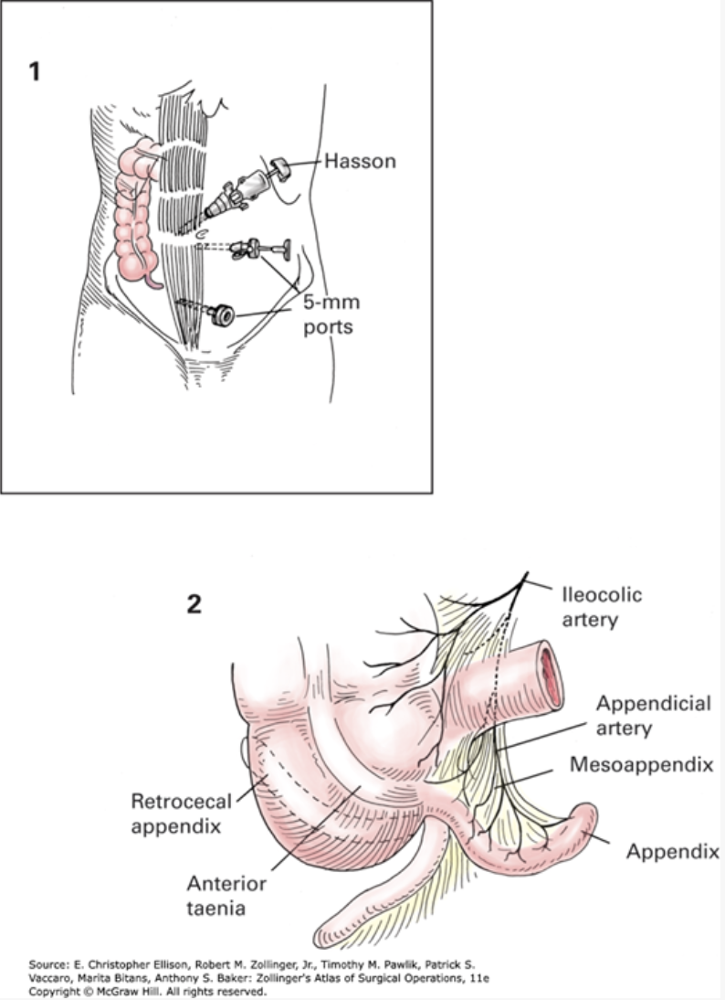 1
Hasson
5-mm
ports
2
Ileocolic
artery
Appendicial
artery
Mesoappendix
Retrocecal
appendix
Appendix
Anterior
taenia
Source: E. Christopher Ellison, Robert M. Zollinger, Jr., Timothy M. Pawlik, Patrick S.
Vaccaro, Marita Bitans, Anthony S. Baker: Zollinger's Atlas of Surgical Operations, 11e
Copyright © McGraw Hill. All rights reserved.